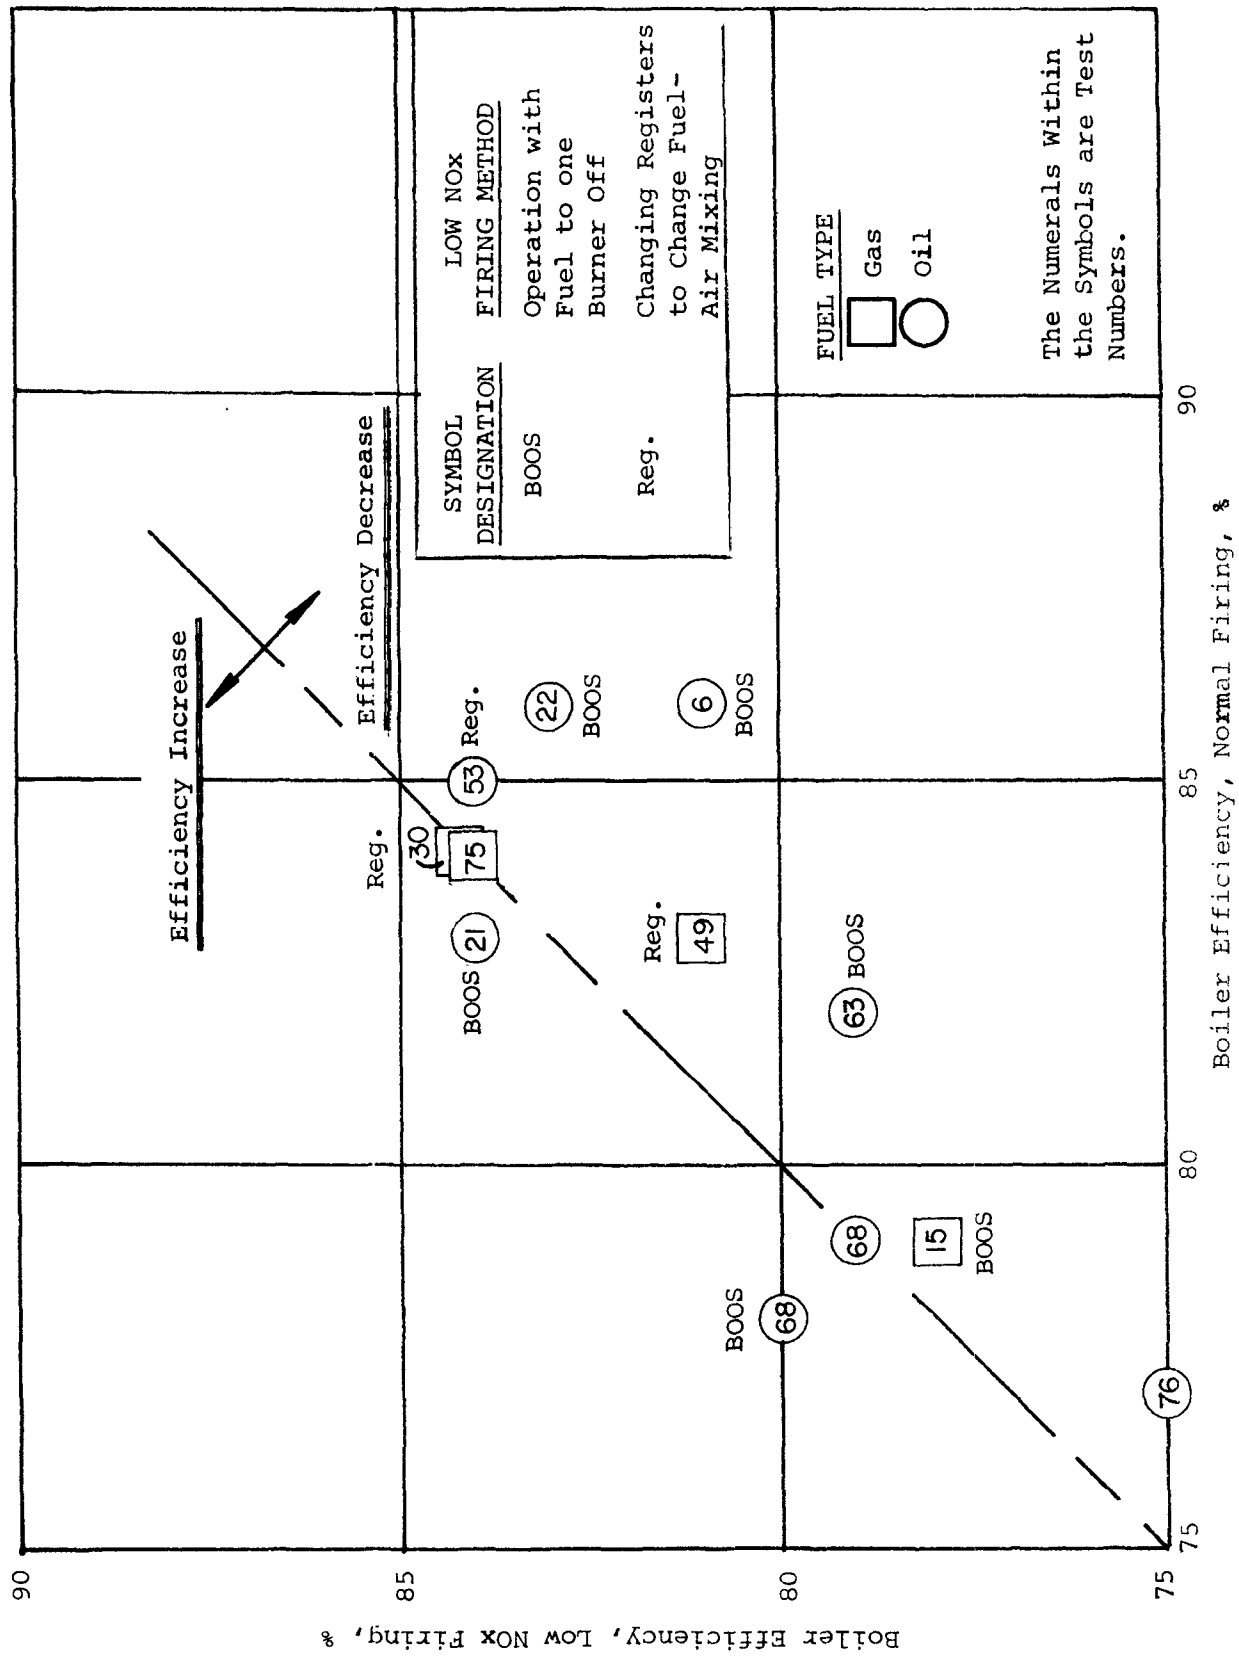 90
85
80
75
Boiler Efficiency, Low NOx Firing, %
Efficiency Increase
Efficiency Decrease
Reg.
30
75
53
Reg.
BOOS
21
22
BOOS
Reg.
49
6
BOOS
63
BOOS
68
BOOS
68
15
BOOS
76
SYMBOL
DESIGNATION
LOW NOx
FIRING METHOD
BOOS
Operation with
Fuel to one
Burner Off
Reg.
Changing Registers
to Change Fuel-
Air Mixing
FUEL TYPE
Gas
Oil
The Numerals Within
the Symbols are Test
Numbers.
75
80
85
90
Boiler Efficiency, Normal Firing, %